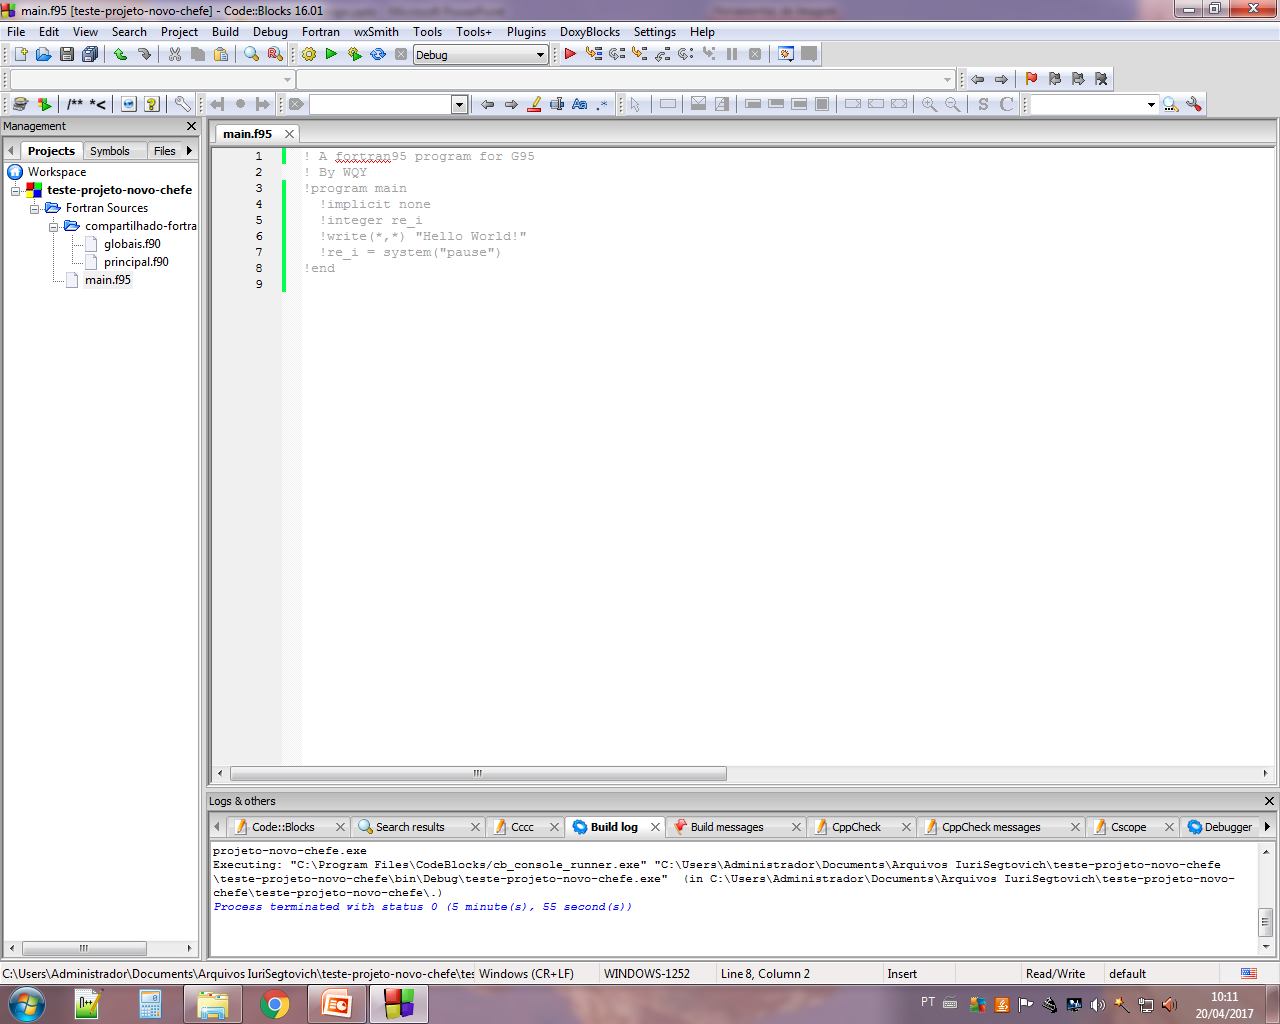 main.f95 [teste-projeto-novo-chefe] - Code::Blocks 16.01
File Edit View Search Project Build Debug Fortran wxSmith Tools Tools+ Plugins DoxyBlocks Settings Help
Debug
/** *<
Aa .*
S C
Management
Projects Symbols Files
Workspace
teste-projeto-novo-chefe
Fortran Sources
compartilhado-fortra
globais.f90
principal.f90
main.f95
main.f95
1 ! A fortran95 program for G95
2 ! By WQY
3 !program main
4 !implicit none
5 !integer re_i
6 !write(*,*) "Hello World!"
7 !re_i = system("pause")
8 !end
9
Logs & others
Code::Blocks Search results Cccc Build log Build messages CppCheck CppCheck messages Cscope Debugger
projeto-novo-chefe.exe
Executing: "C:\Program Files\CodeBlocks/cb_console_runner.exe" "C:\Users\Administrador\Documents\Arquivos IuriSegtovich\teste-projeto-novo-chefe
\teste-projeto-novo-chefe\bin\Debug\teste-projeto-novo-chefe.exe"  (in C:\Users\Administrador\Documents\Arquivos IuriSegtovich\teste-projeto-novo-
chefe\teste-projeto-novo-chefe\.)
Process terminated with status 0 (5 minute(s), 55 second(s))
C:\Users\Administrador\Documents\Arquivos IuriSegtovich\teste-projeto-novo-chefe\tes Windows (CR+LF) WINDOWS-1252 Line 8, Column 2 Insert Read/Write default
PT
10:11
20/04/2017